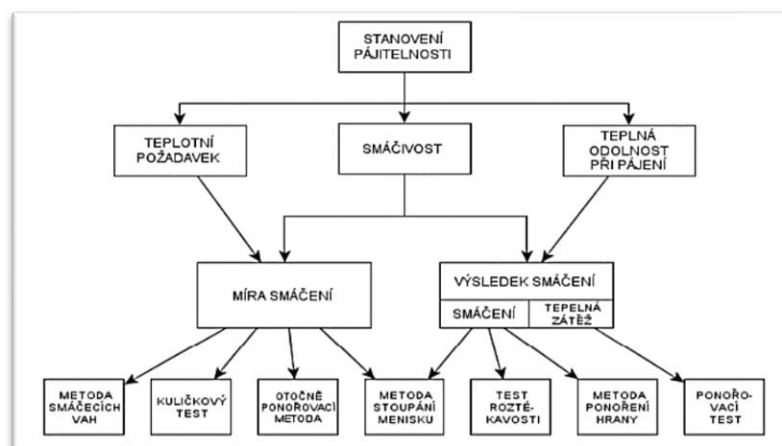 STANOVENÍ
PÁJITELNOSTI
TEPLOTNÍ
POŽADAVEK
SMÁČIVOST
TEPLNÁ
ODOLNOST
PŘI PÁJENÍ
MÍRA SMÁČENÍ
VÝSLEDEK SMÁČENÍ
SMÁČENÍ
TEPELNÁ
ZÁTĚŽ
METODA
SMÁČECÍCH
VAH
KULIČKOVÝ
TEST
OTOČNĚ
PONOŘOVACÍ
METODA
METODA
STOUPÁNÍ
MENISKU
TEST
ROZTÉ-
KAVOSTI
METODA
PONOŘENÍ
HRANY
PONOŘO-
VACÍ
TEST